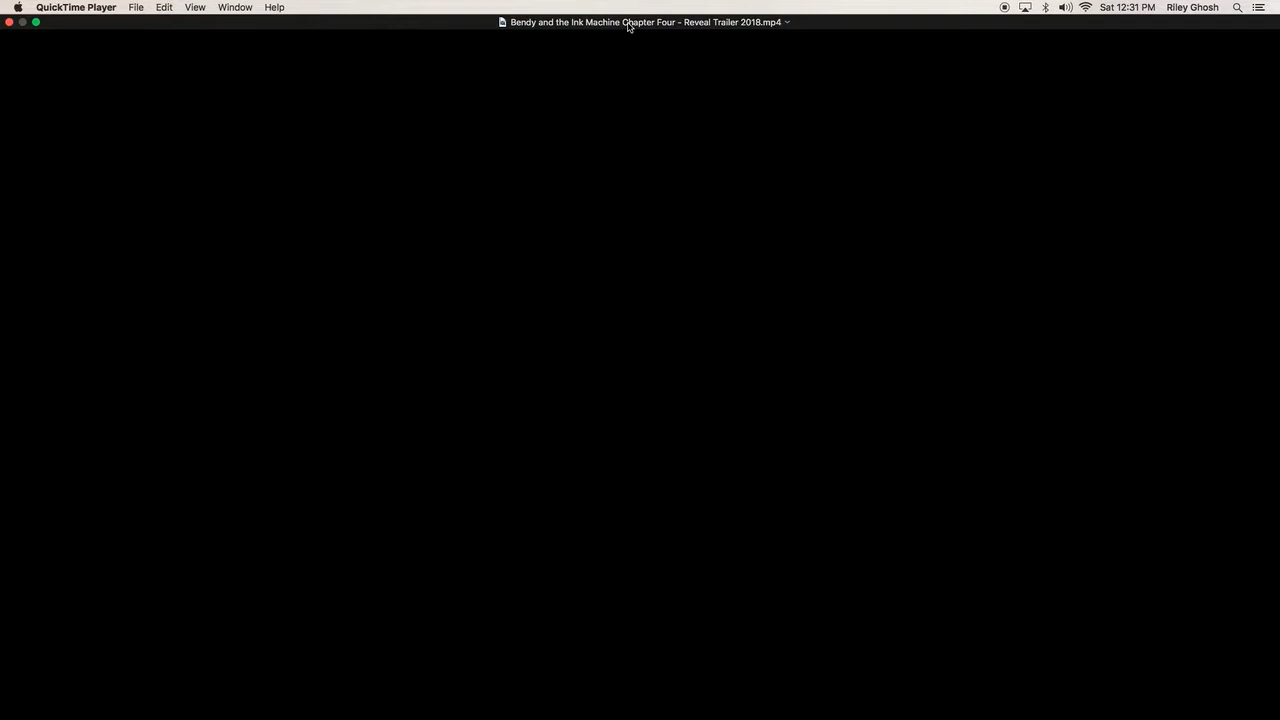 QuickTime Player File Edit View Window Help Sat 12:31 PM Riley Ghosh
Bendy and the Ink Machine Chapter Four - Reveal Trailer 2018.mp4